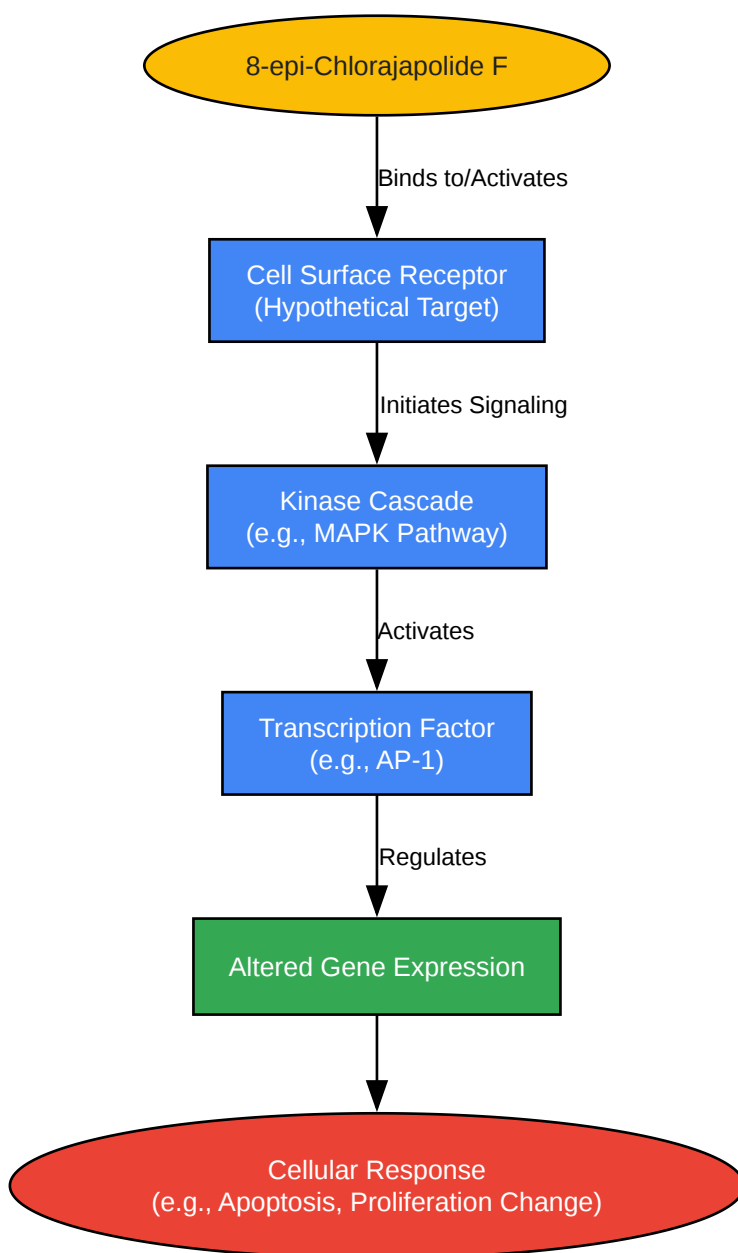 8-epi-Chlorajapolide F
Binds to/Activates
Cell Surface Receptor
(Hypothetical Target)
Initiates Signaling
Kinase Cascade
(e.g., MAPK Pathway)
Activates
Transcription Factor
(e.g., AP-1)
Regulates
Altered Gene Expression
Cellular Response
(e.g., Apoptosis, Proliferation Change)